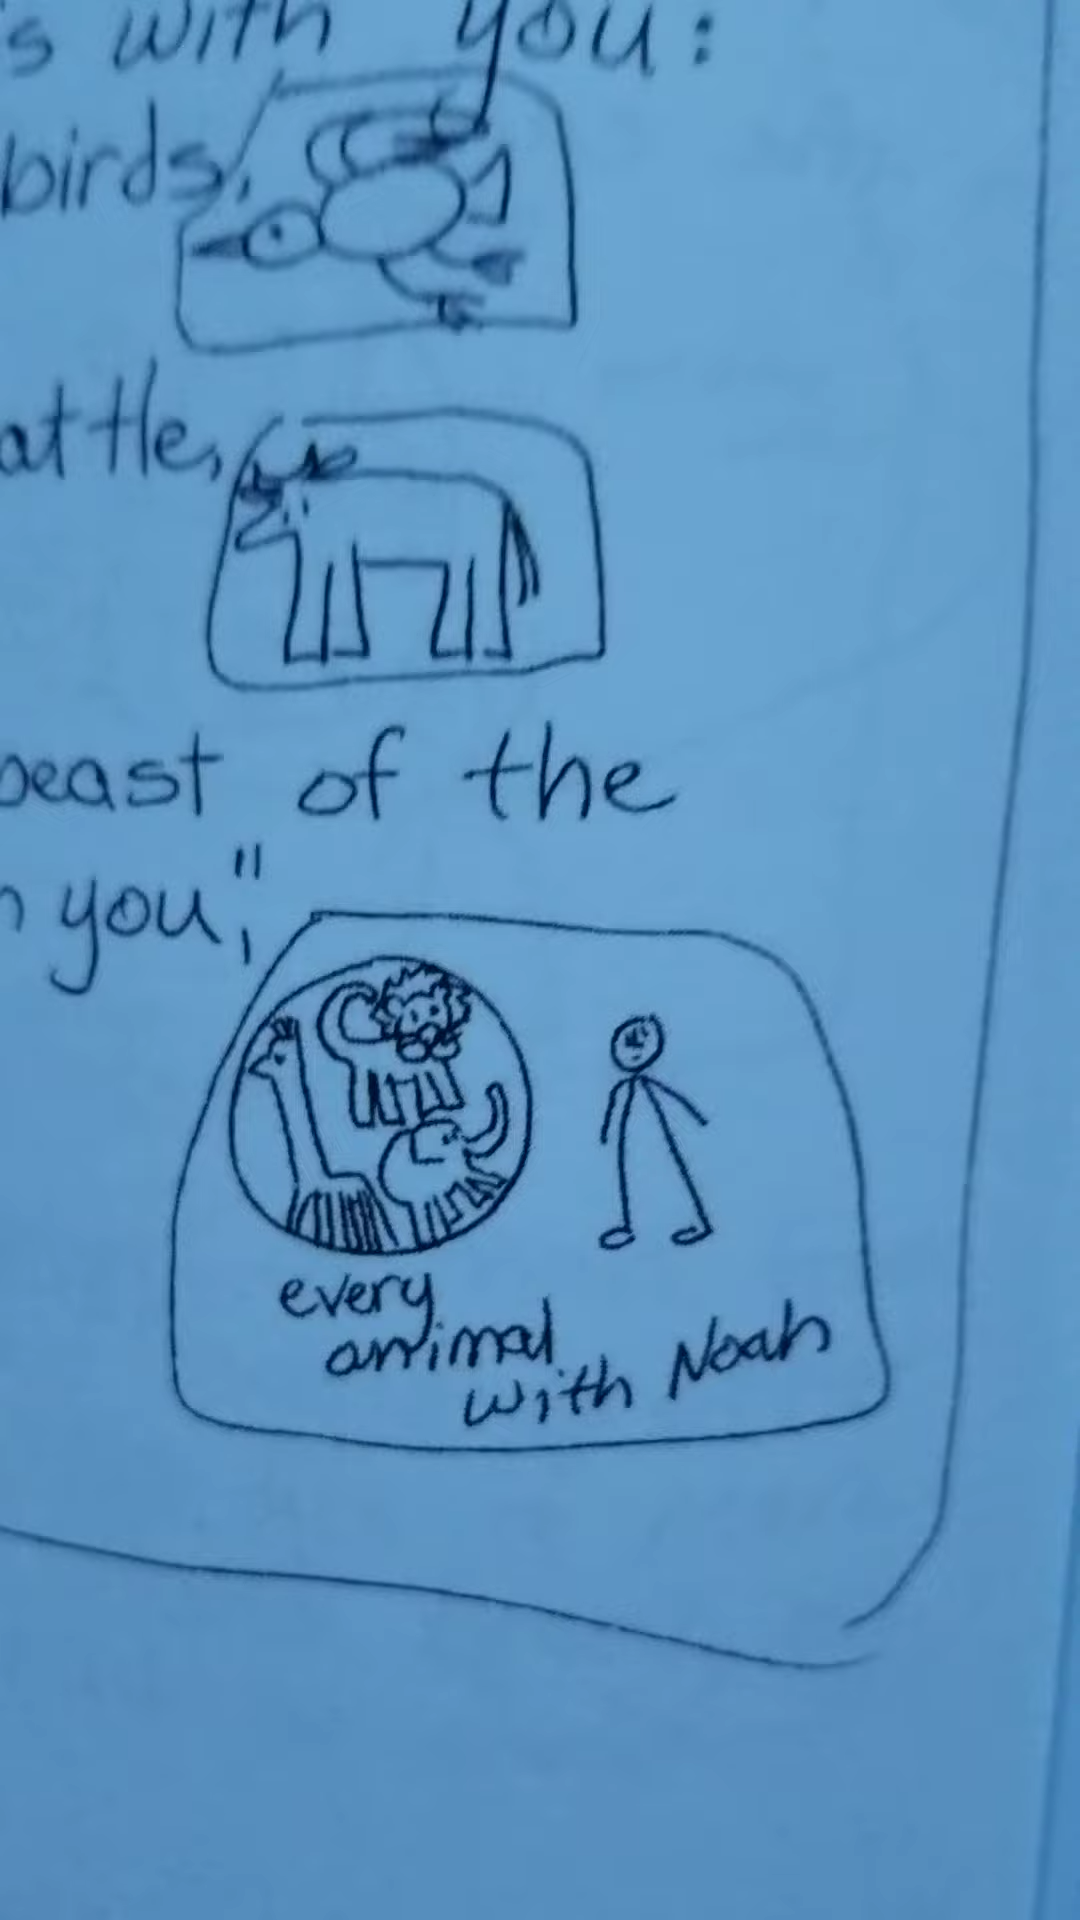 s with you:
birds,
attle,
beast of the
n you,"
every
animal
with Noah